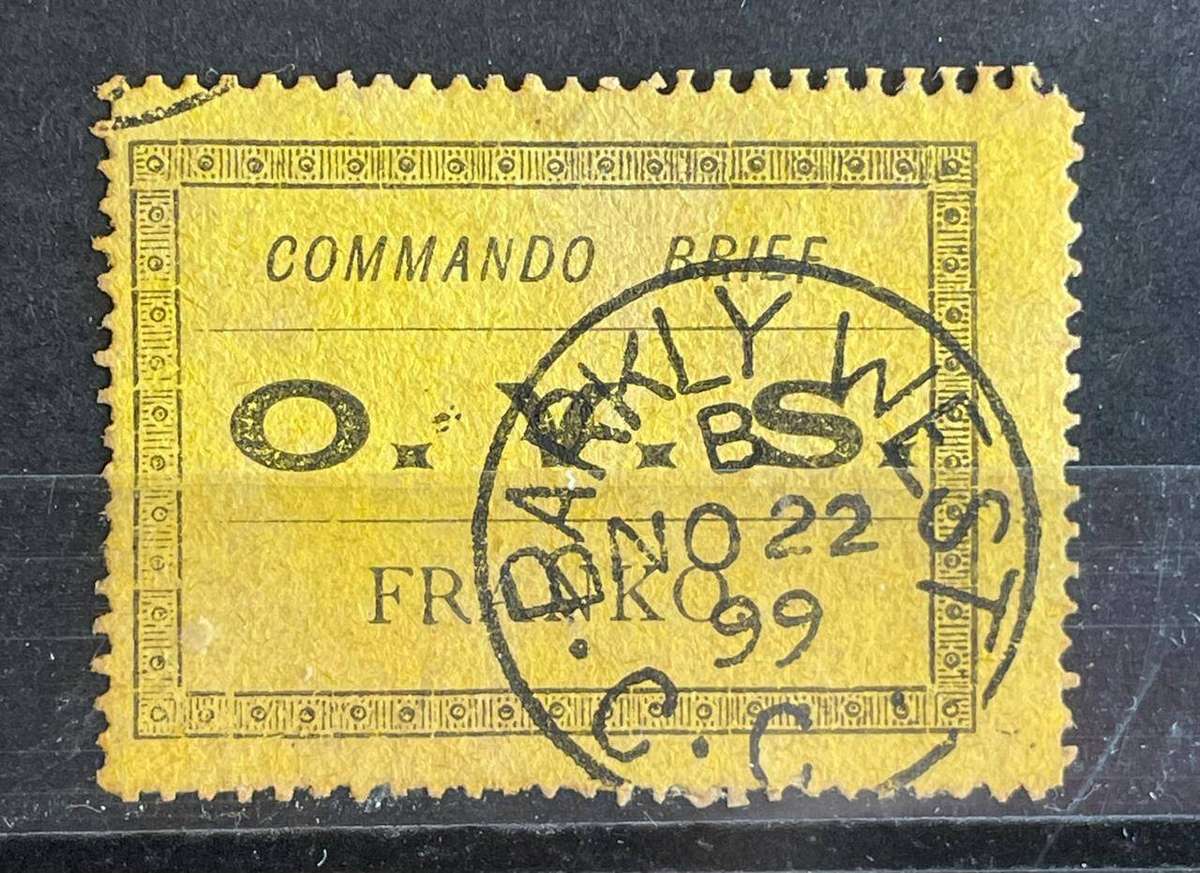 COMMANDO BRIEF
O. V. S.
FRANKO.
BARKLY WEST
B
NO 22
99
C. C.